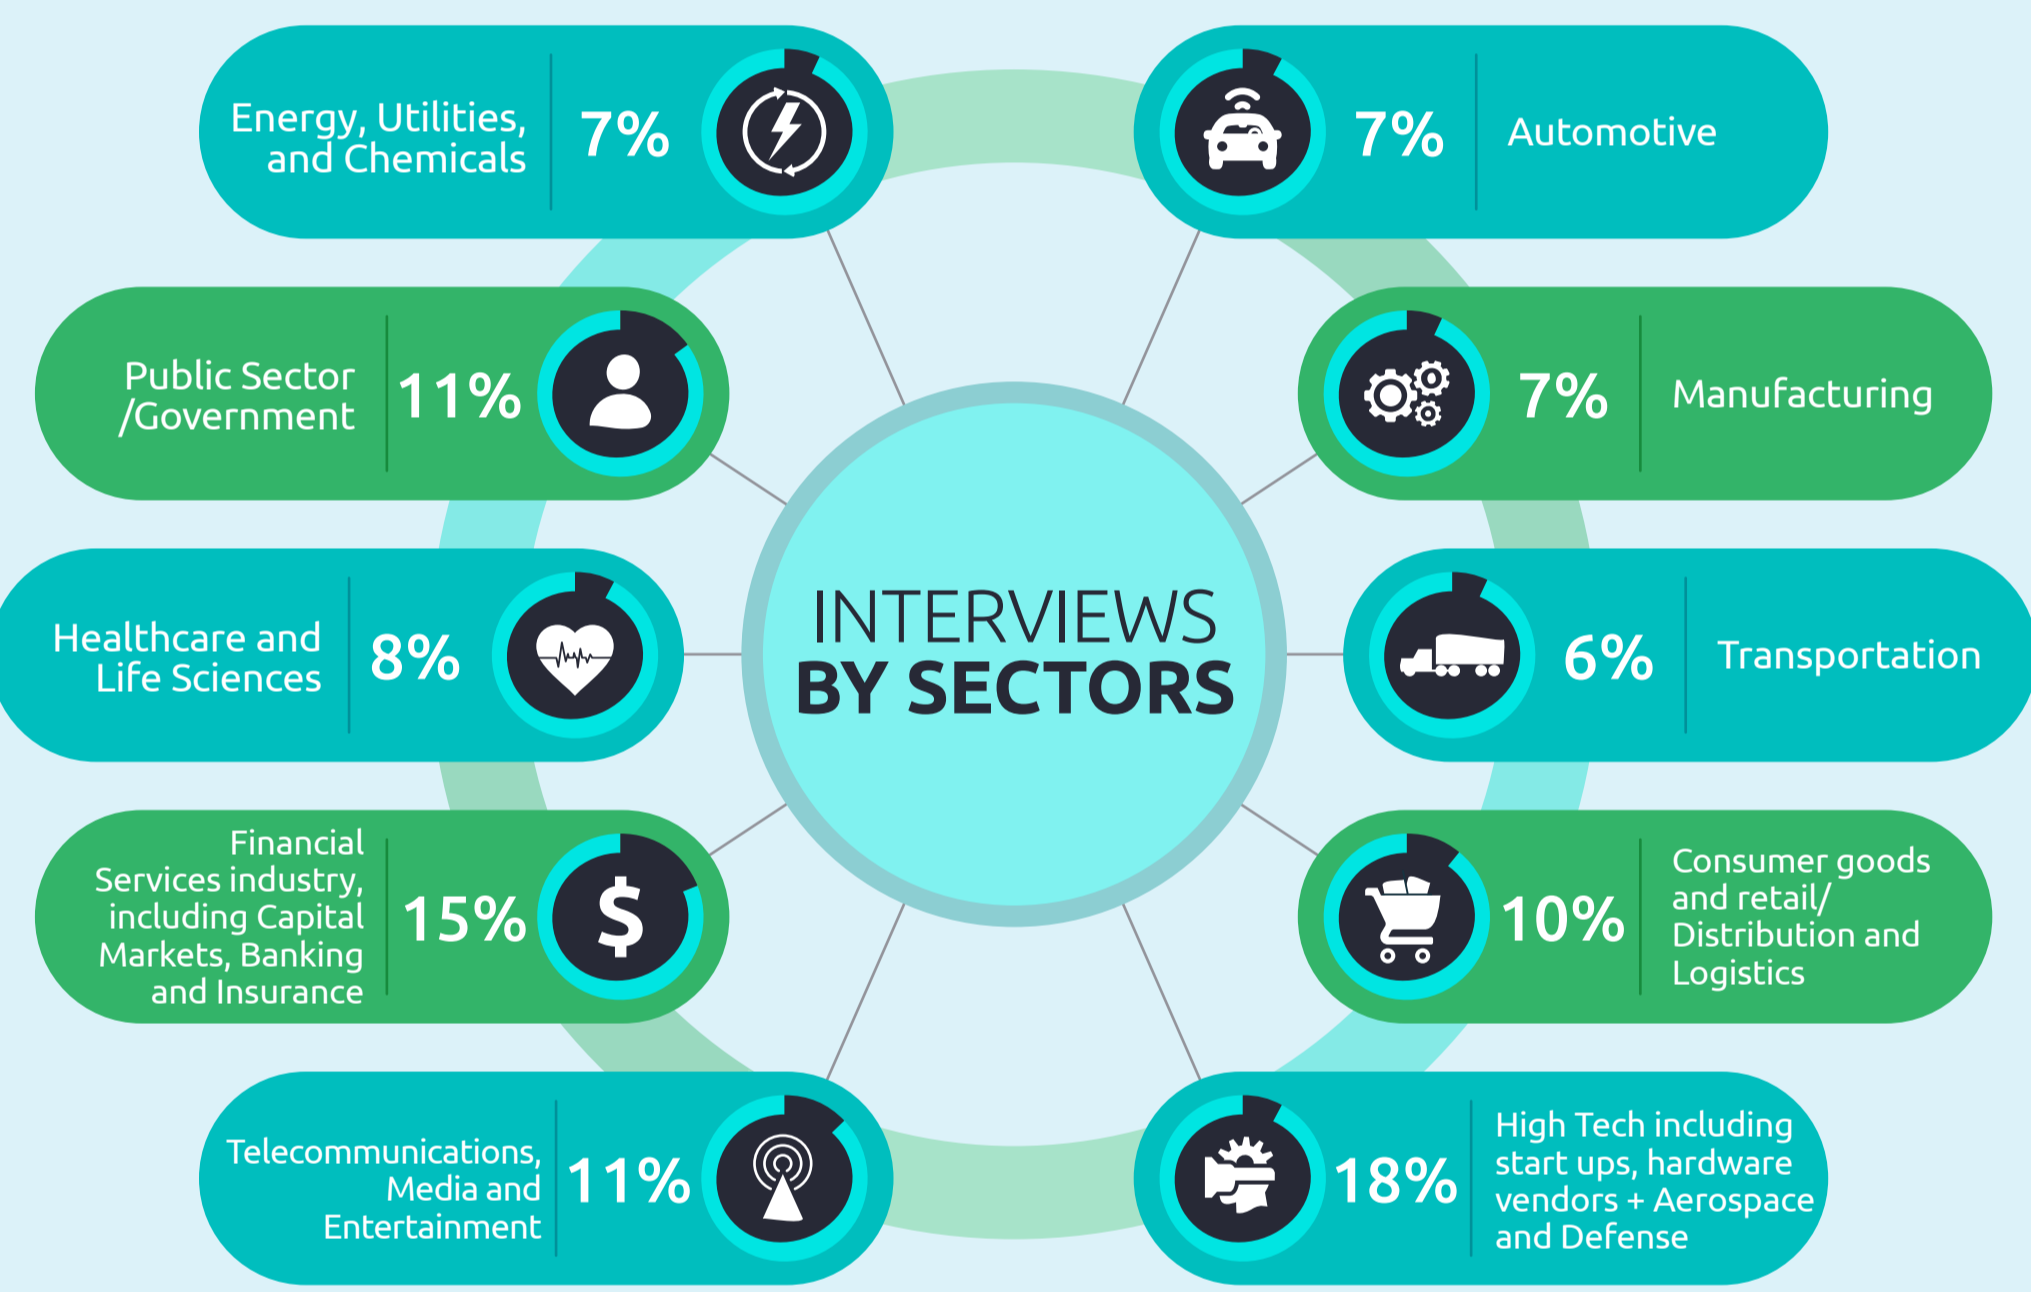 Energy, Utilities,
and Chemicals
7%
7%
Automotive
Public Sector
/Government
11%
7%
Manufacturing
Healthcare and
Life Sciences
8%
INTERVIEWS
BY SECTORS
6%
Transportation
Financial
Services industry,
including Capital
Markets, Banking
and Insurance
15%
$
10%
Consumer goods
and retail/
Distribution and
Logistics
Telecommunications,
Media and
Entertainment
11%
18%
High Tech including
start ups, hardware
vendors + Aerospace
and Defense